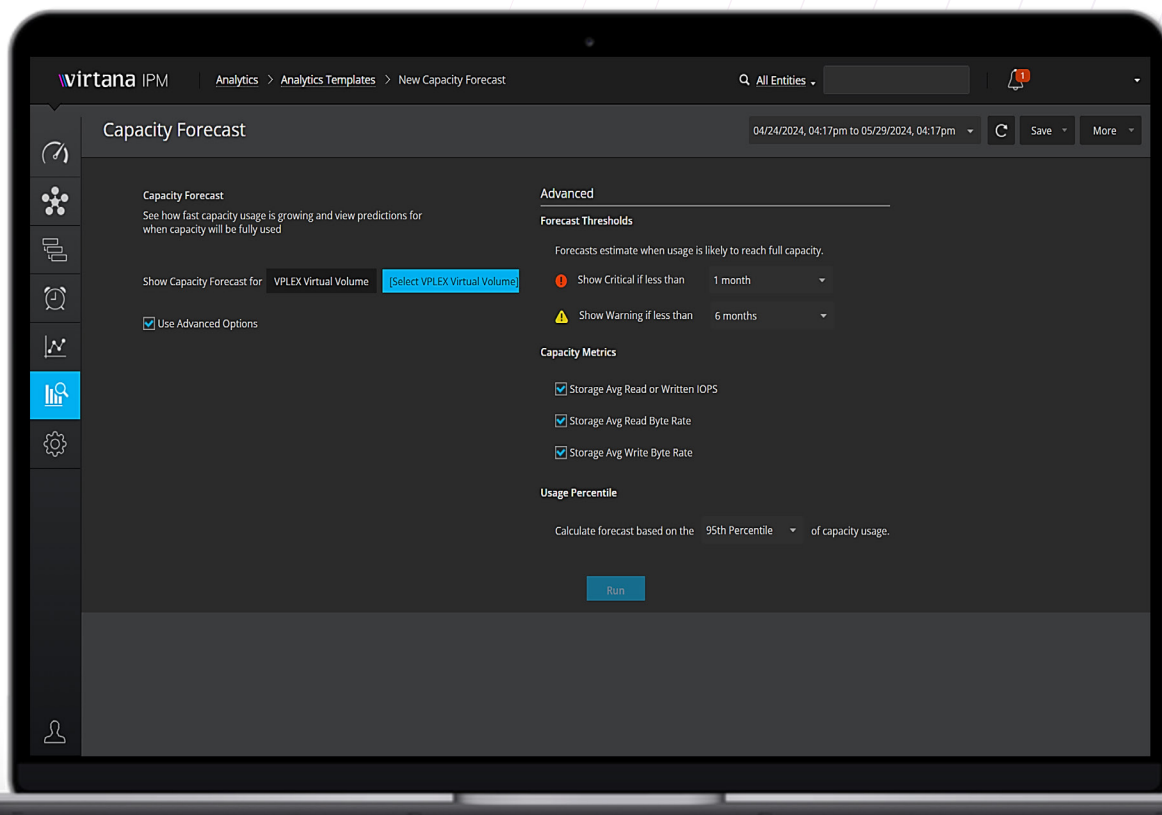 virtana IPM
Analytics > Analytics Templates > New Capacity Forecast
All Entities
1
Capacity Forecast
04/24/2024, 04:17pm to 05/29/2024, 04:17pm
Save
More
Capacity Forecast
See how fast capacity usage is growing and view predictions for
when capacity will be fully used
Show Capacity Forecast for VPLEX Virtual Volume [Select VPLEX Virtual Volume]
Use Advanced Options
Advanced
Forecast Thresholds
Forecasts estimate when usage is likely to reach full capacity.
Show Critical if less than 1 month
Show Warning if less than 6 months
Capacity Metrics
Storage Avg Read or Written IOPS
Storage Avg Read Byte Rate
Storage Avg Write Byte Rate
Usage Percentile
Calculate forecast based on the 95th Percentile of capacity usage.
Run